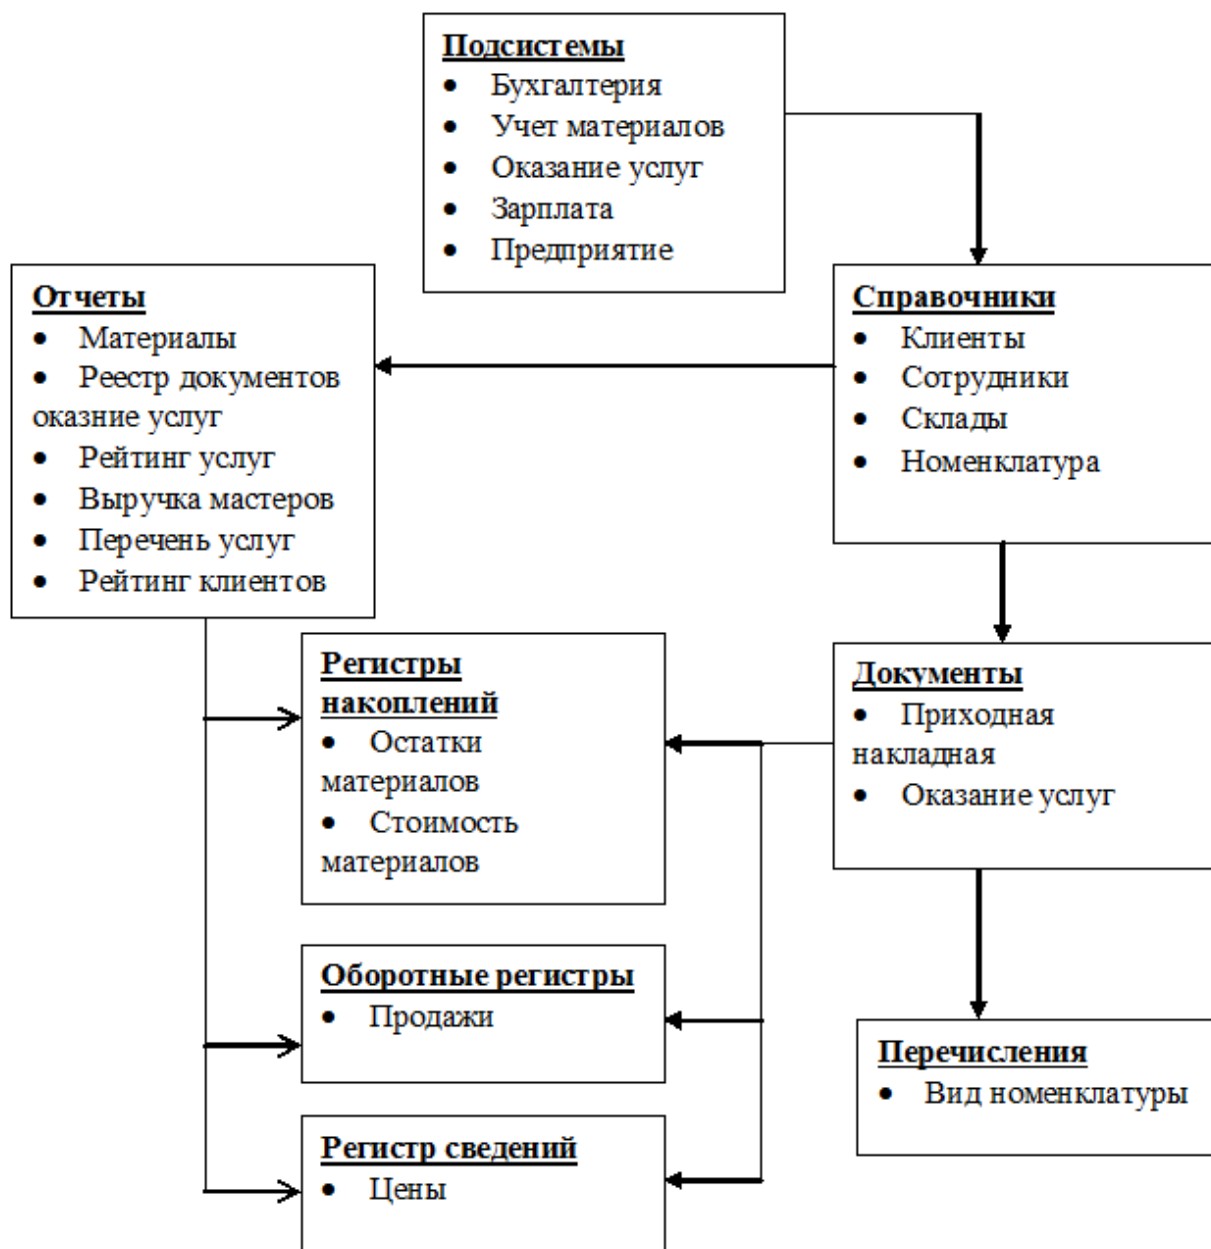 Подсистемы
• Бухгалтерия
• Учет материалов
• Оказание услуг
• Зарплата
• Предприятие
Отчеты
• Материалы
• Реестр документов
оказние услуг
• Рейтинг услуг
• Выручка мастеров
• Перечень услуг
• Рейтинг клиентов
Справочники
• Клиенты
• Сотрудники
• Склады
• Номенклатура
Регистры
накоплений
• Остатки
материалов
• Стоимость
материалов
Документы
• Приходная
накладная
• Оказание услуг
Оборотные регистры
• Продажи
Перечисления
• Вид номенклатуры
Регистр сведений
• Цены